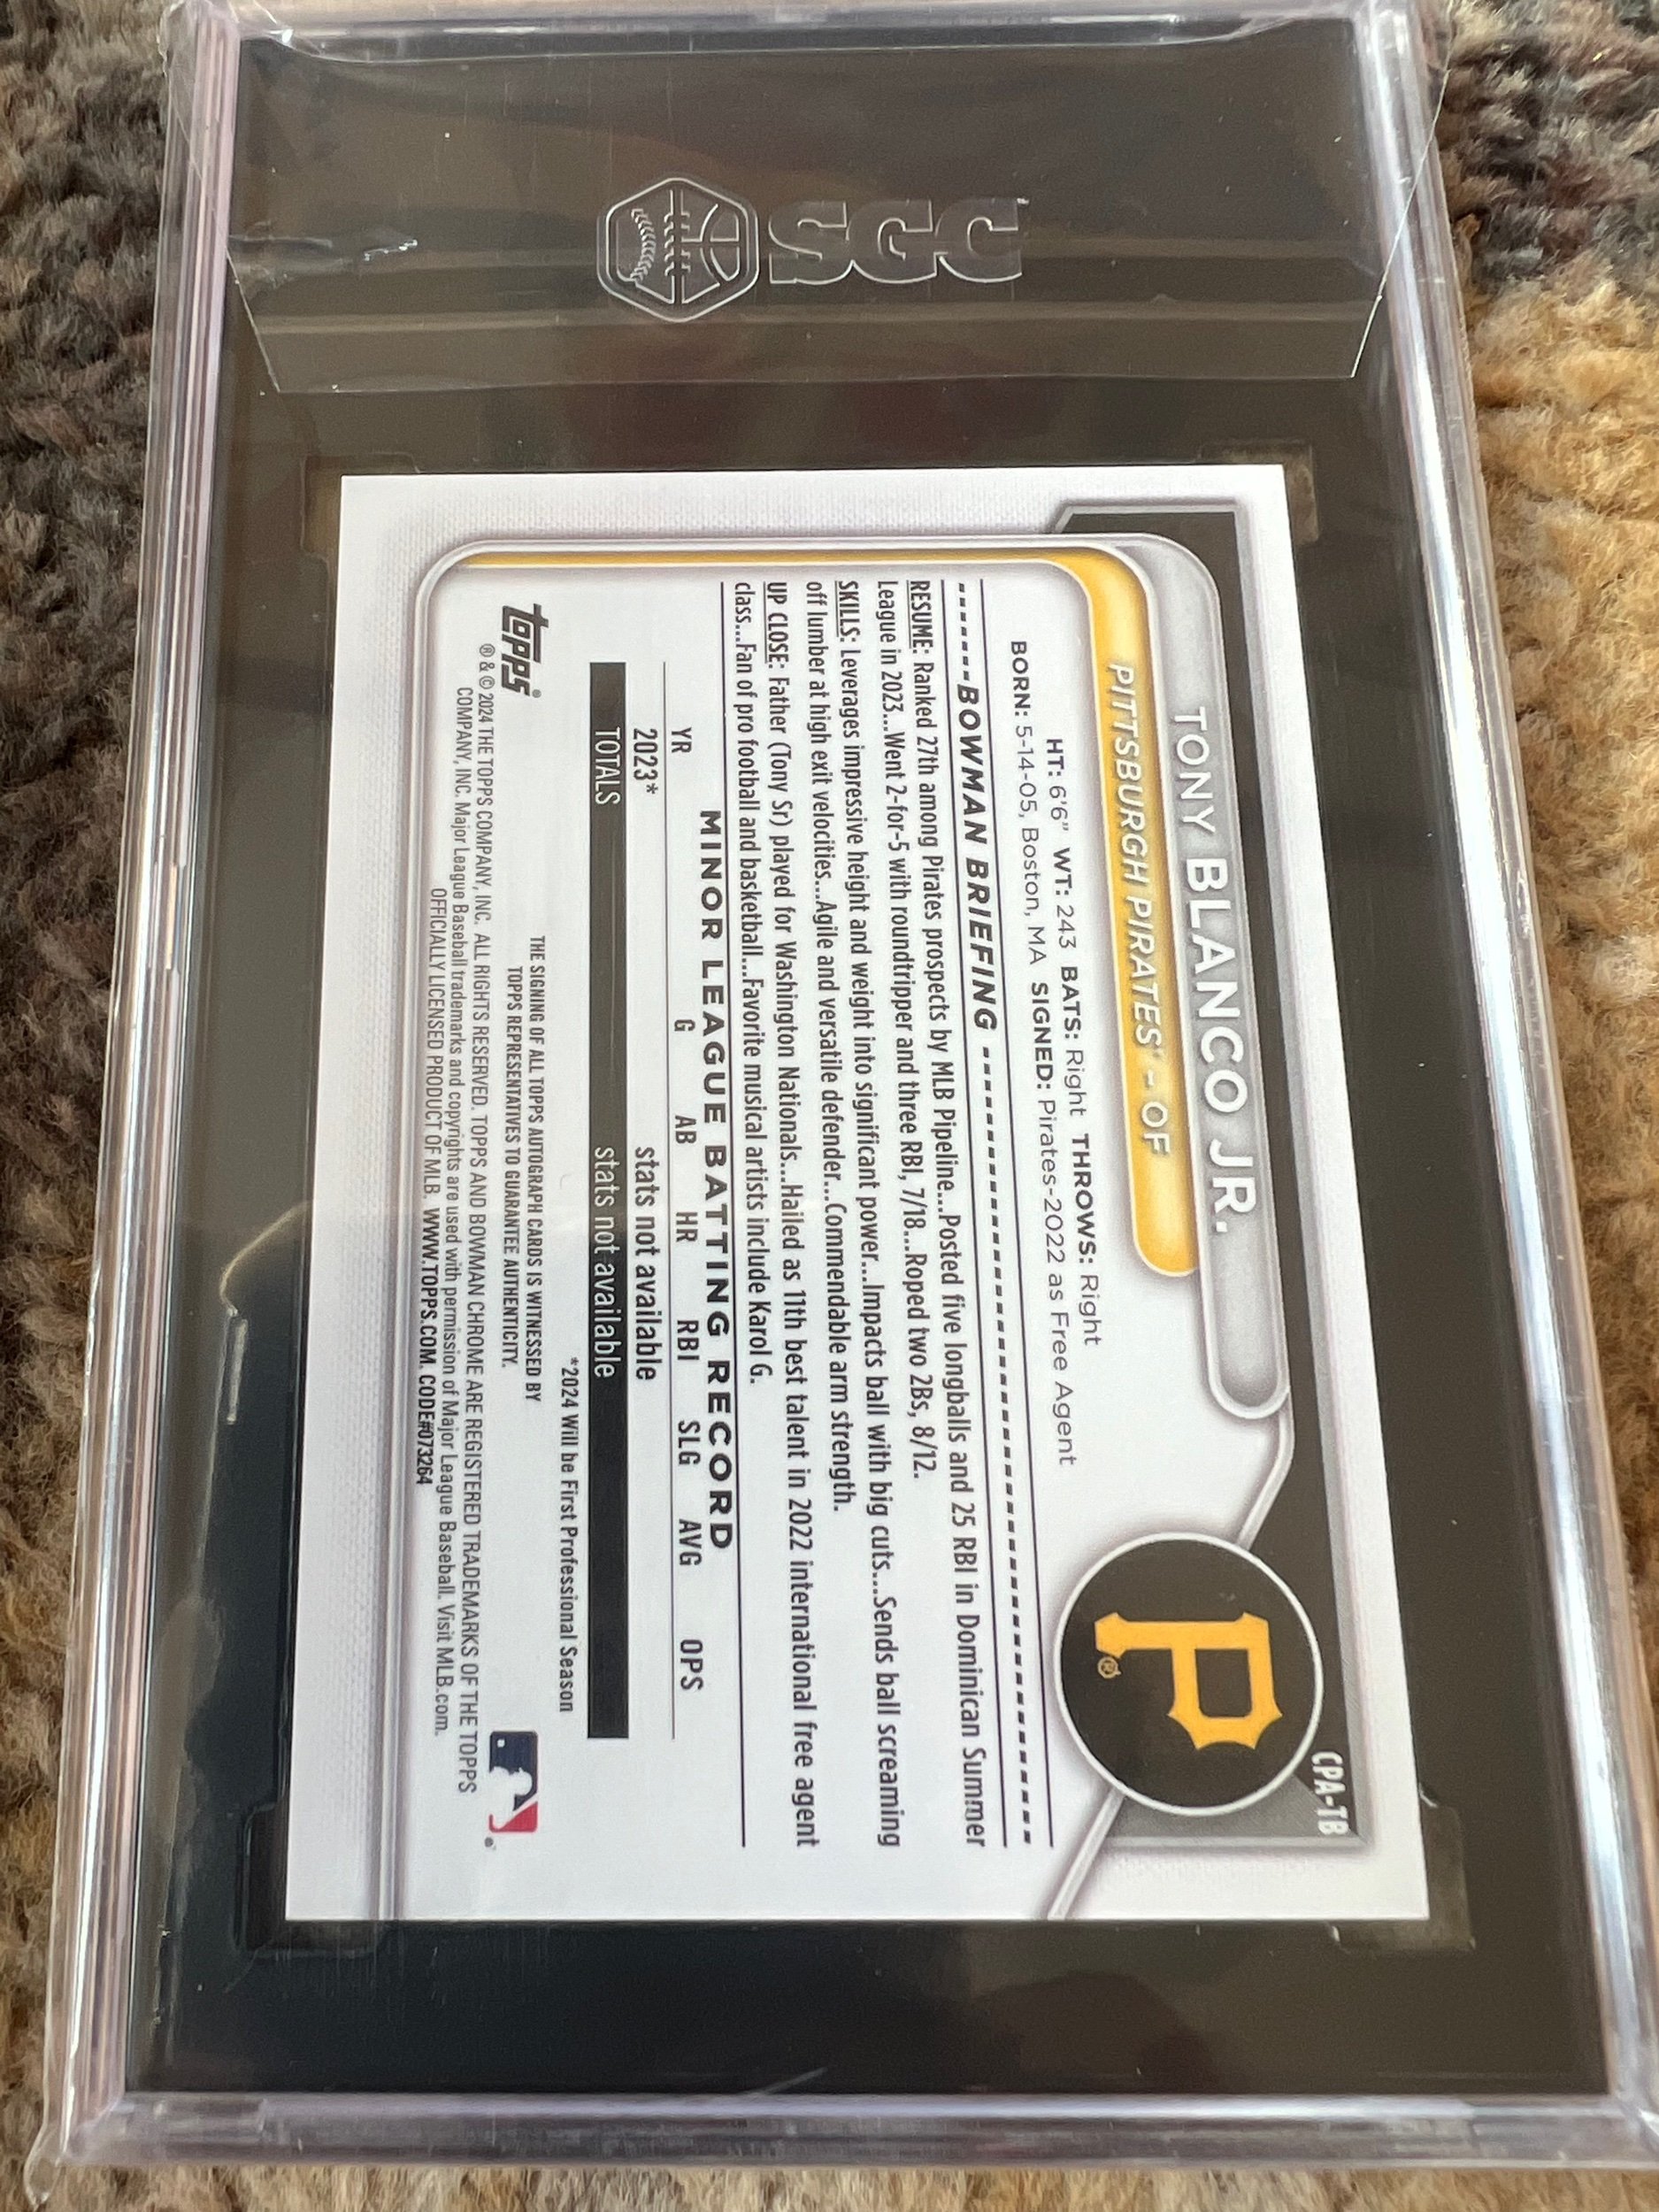 SGC
CPA-TB
TONY BLANCO JR.
PITTSBURGH PIRATES® - OF
P®
HT: 6'6" WT: 243 BATS: Right THROWS: Right
BORN: 5-14-05, Boston, MA SIGNED: Pirates-2022 as Free Agent
BOWMAN BRIEFING
RESUME: Ranked 27th among Pirates prospects by MLB Pipeline...Posted five longballs and 25 RBI in Dominican Summer
League in 2023...Went 2-for-5 with roundtripper and three RBI, 7/18...Roped two 2Bs, 8/12.
SKILLS: Leverages impressive height and weight into significant power...Impacts ball with big cuts...Sends ball screaming
off lumber at high exit velocities...Agile and versatile defender...Commendable arm strength.
UP CLOSE: Father (Tony Sr) played for Washington Nationals...Hailed as 11th best talent in 2022 international free agent
class...Fan of pro football and basketball...Favorite musical artists include Karol G.
MINOR LEAGUE BATTING RECORD
YR G AB HR RBI SLG AVG OPS
2023* stats not available
TOTALS stats not available
*2024 Will be First Professional Season
THE SIGNING OF ALL TOPPS AUTOGRAPH CARDS IS WITNESSED BY
TOPPS REPRESENTATIVES TO GUARANTEE AUTHENTICITY.
topps®
® & © 2024 THE TOPPS COMPANY, INC. ALL RIGHTS RESERVED. TOPPS AND BOWMAN CHROME ARE REGISTERED TRADEMARKS OF THE TOPPS
COMPANY, INC. Major League Baseball trademarks and copyrights are used with permission of Major League Baseball. Visit MLB.com.
OFFICIALLY LICENSED PRODUCT OF MLB. WWW.TOPPS.COM. CODE#073264